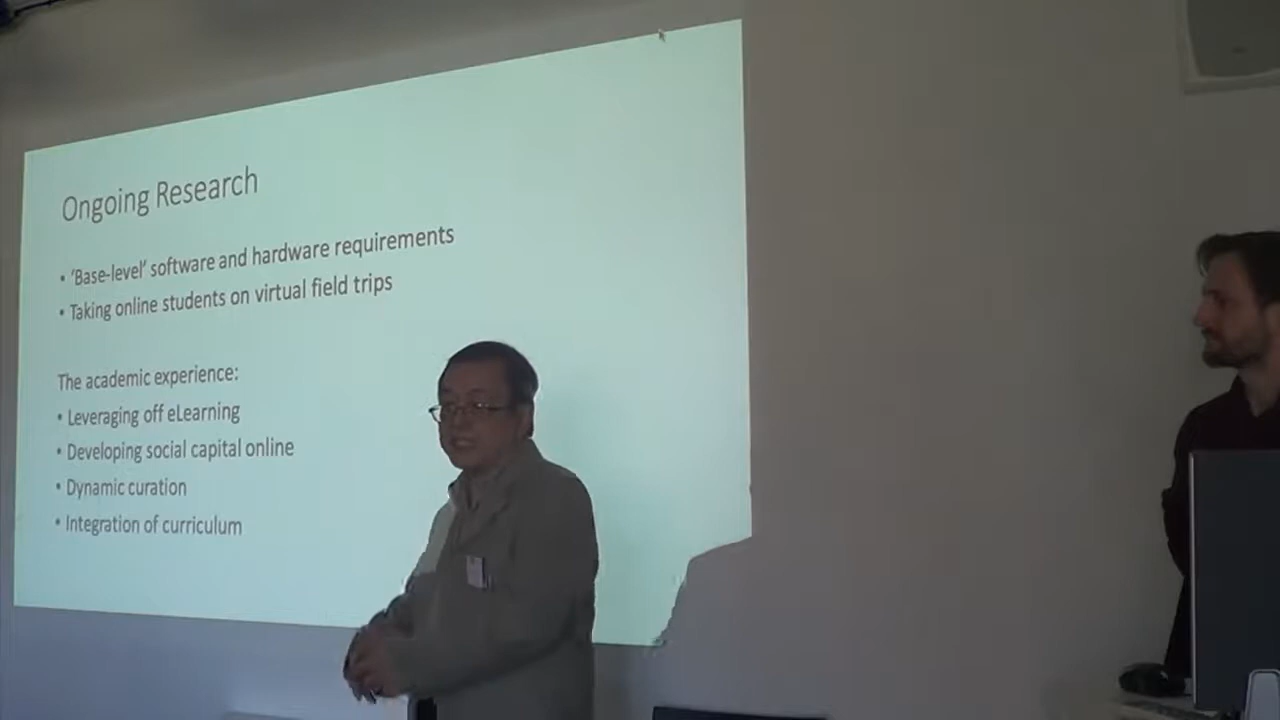 Ongoing Research
• 'Base-level' software and hardware requirements
• Taking online students on virtual field trips
The academic experience:
• Leveraging off eLearning
• Developing social capital online
• Dynamic curation
• Integration of curriculum